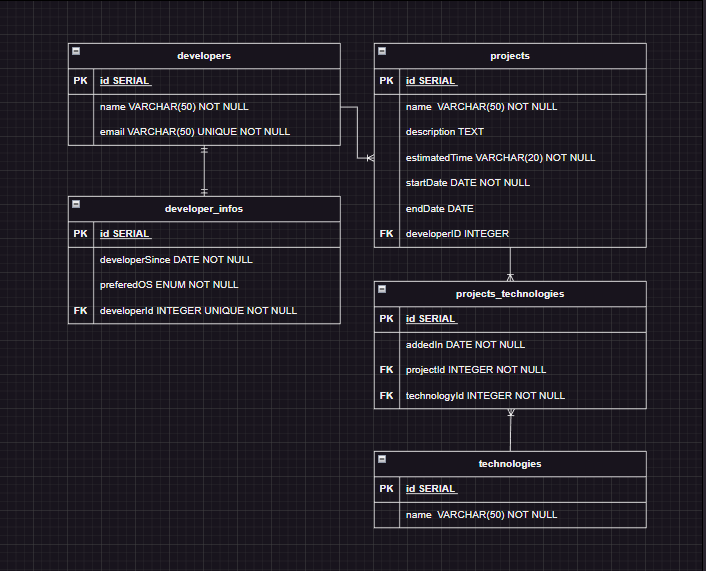 developers
PK id SERIAL
name VARCHAR(50) NOT NULL
email VARCHAR(50) UNIQUE NOT NULL
developer_infos
PK id SERIAL
developerSince DATE NOT NULL
preferedOS ENUM NOT NULL
FK developerId INTEGER UNIQUE NOT NULL
projects
PK id SERIAL
name VARCHAR(50) NOT NULL
description TEXT
estimatedTime VARCHAR(20) NOT NULL
startDate DATE NOT NULL
endDate DATE
FK developerID INTEGER
projects_technologies
PK id SERIAL
addedIn DATE NOT NULL
FK projectId INTEGER NOT NULL
FK technologyId INTEGER NOT NULL
technologies
PK id SERIAL
name VARCHAR(50) NOT NULL